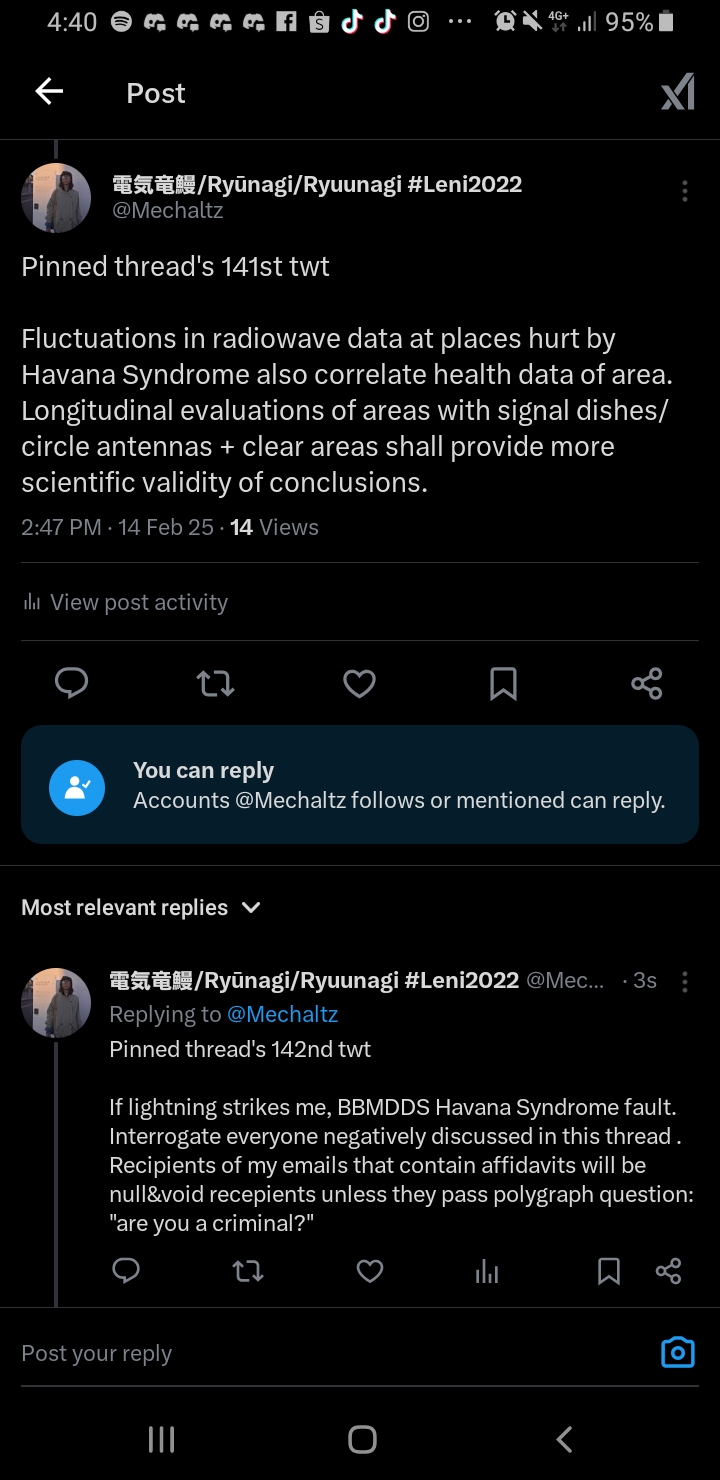 4:40 4G+ 95%
Post
電気竜鰻/Ryūnagi/Ryuunagi #Leni2022
@Mechaltz
Pinned thread's 141st twt
Fluctuations in radiowave data at places hurt by
Havana Syndrome also correlate health data of area.
Longitudinal evaluations of areas with signal dishes/
circle antennas + clear areas shall provide more
scientific validity of conclusions.
2:47 PM · 14 Feb 25 · 14 Views
View post activity
You can reply
Accounts @Mechaltz follows or mentioned can reply.
Most relevant replies
電気竜鰻/Ryūnagi/Ryuunagi #Leni2022 @Mec... · 3s
Replying to @Mechaltz
Pinned thread's 142nd twt
If lightning strikes me, BBMDDS Havana Syndrome fault.
Interrogate everyone negatively discussed in this thread .
Recipients of my emails that contain affidavits will be
null&void recepients unless they pass polygraph question:
"are you a criminal?"
Post your reply